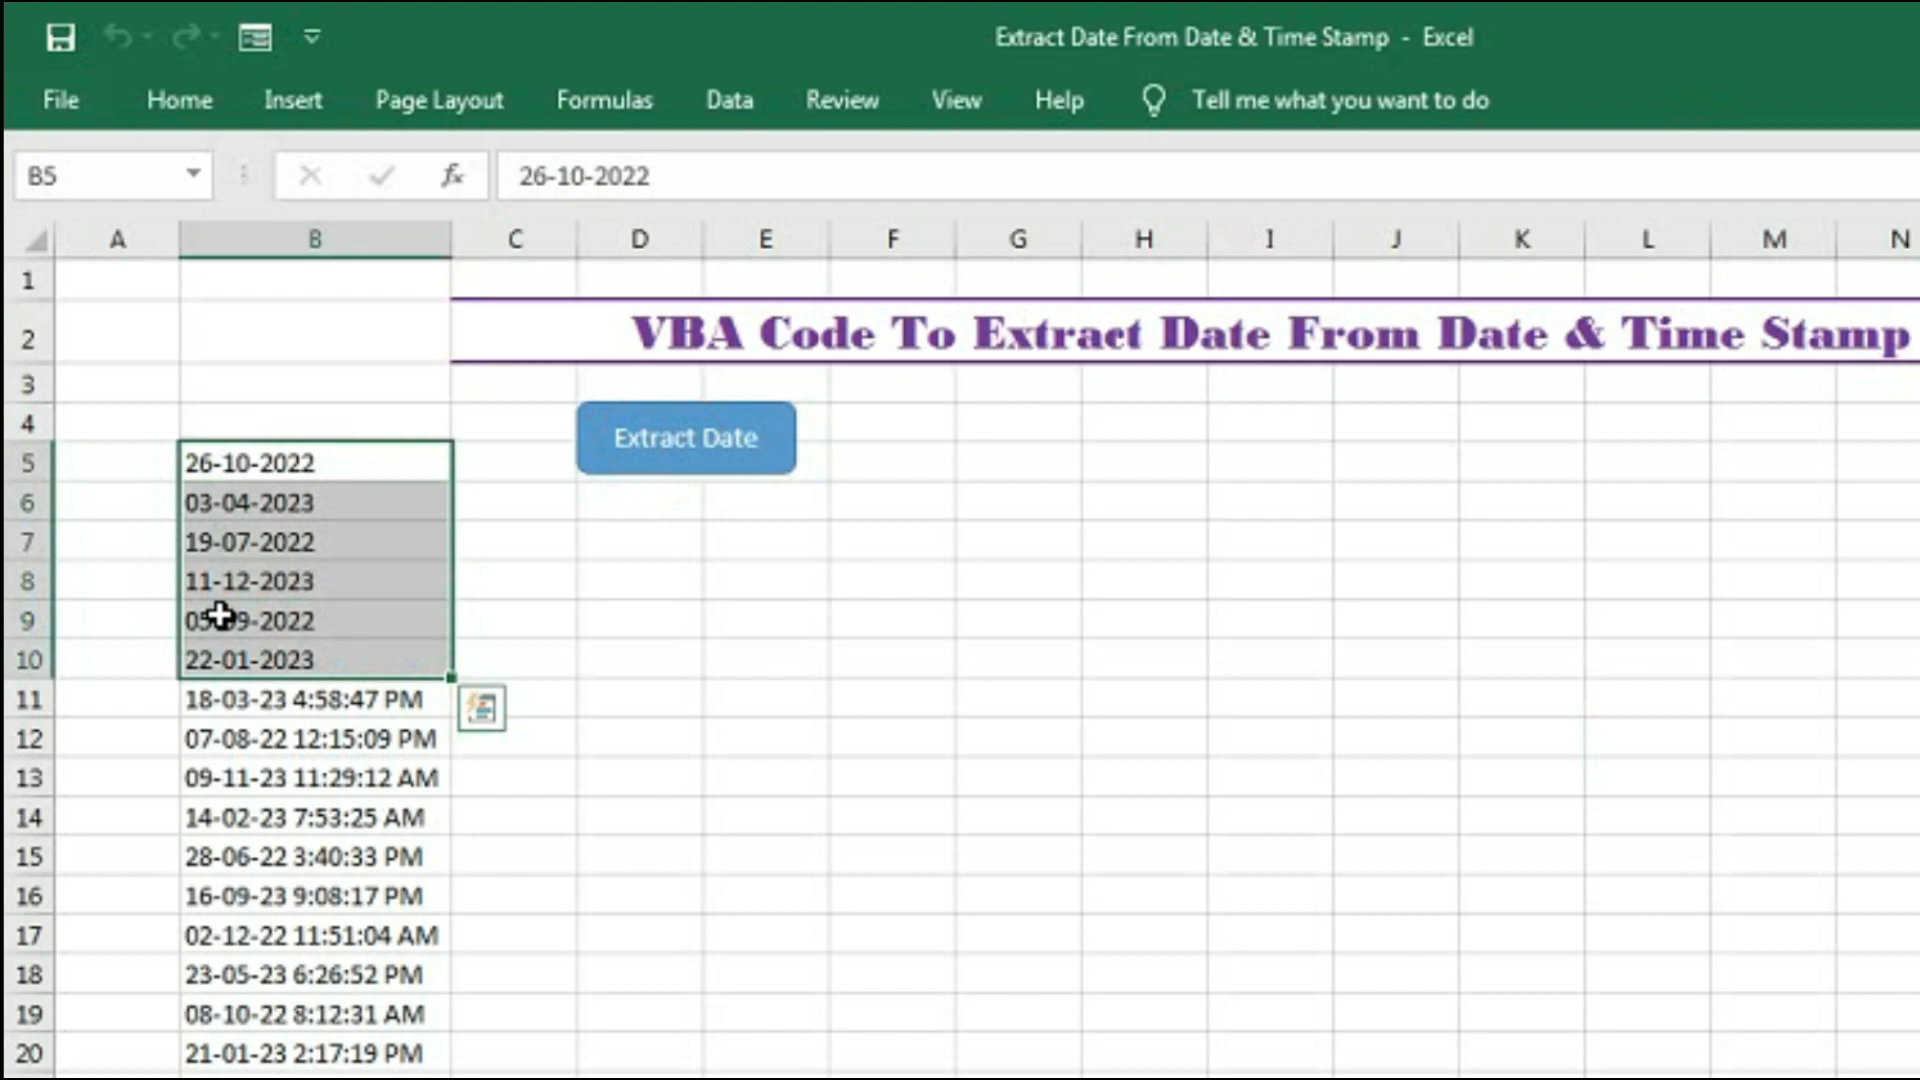 Extract Date From Date & Time Stamp - Excel
File Home Insert Page Layout Formulas Data Review View Help Tell me what you want to do
B5 fx 26-10-2022
A B C D E F G H I J K L M N
1
2 VBA Code To Extract Date From Date & Time Stamp
3
4
Extract Date
5 26-10-2022
6 03-04-2023
7 19-07-2022
8 11-12-2023
9
10 22-01-2023
11 18-03-23 4:58:47 PM
12 07-08-22 12:15:09 PM
13 09-11-23 11:29:12 AM
14 14-02-23 7:53:25 AM
15 28-06-22 3:40:33 PM
16 16-09-23 9:08:17 PM
17 02-12-22 11:51:04 AM
18 23-05-23 6:26:52 PM
19 08-10-22 8:12:31 AM
20 21-01-23 2:17:19 PM